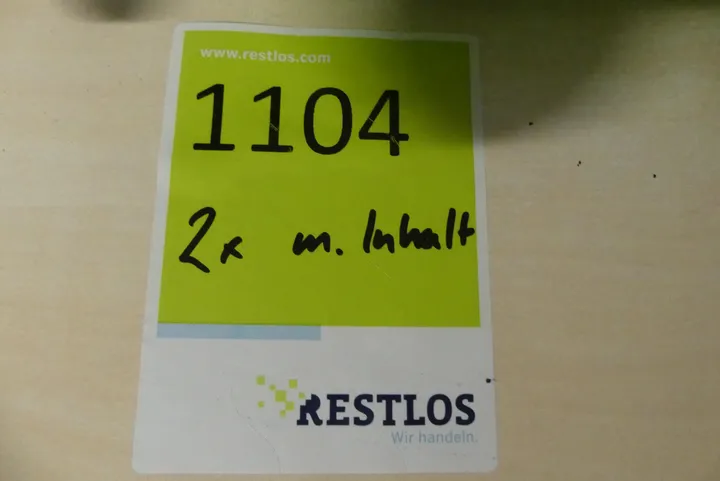 www.restlos.com
1104
2x m. Inhalt
RESTLOS
Wir handeln.